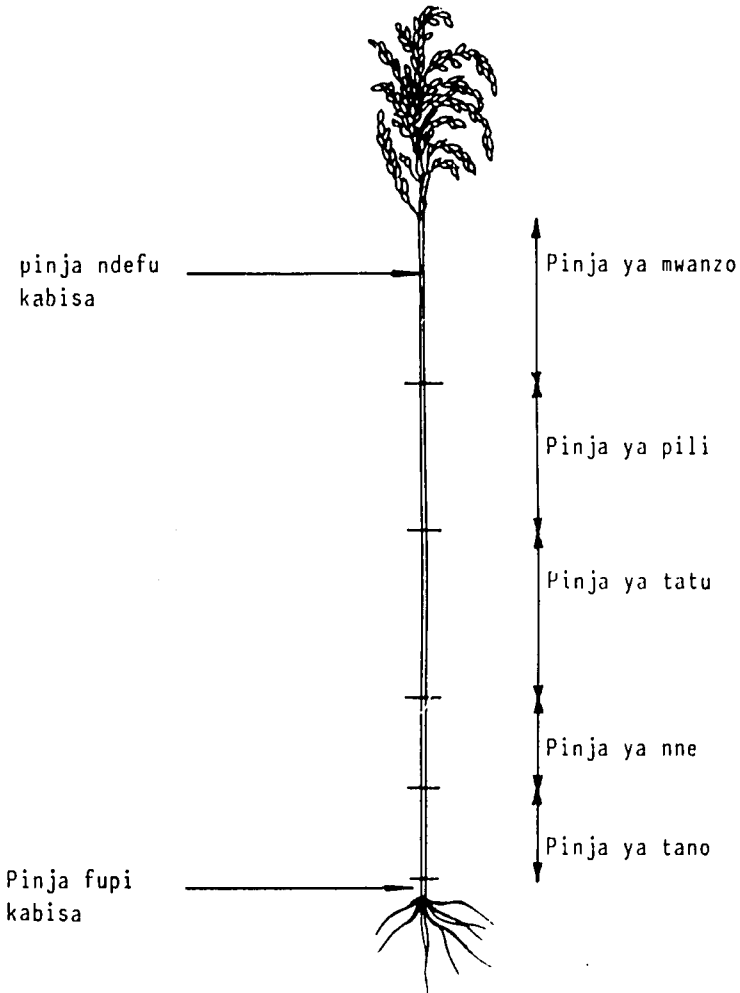 pinja ndefu
kabisa
Pinja ya mwanzo
Pinja ya pili
Pinja ya tatu
Pinja ya nne
Pinja ya tano
Pinja fupi
kabisa